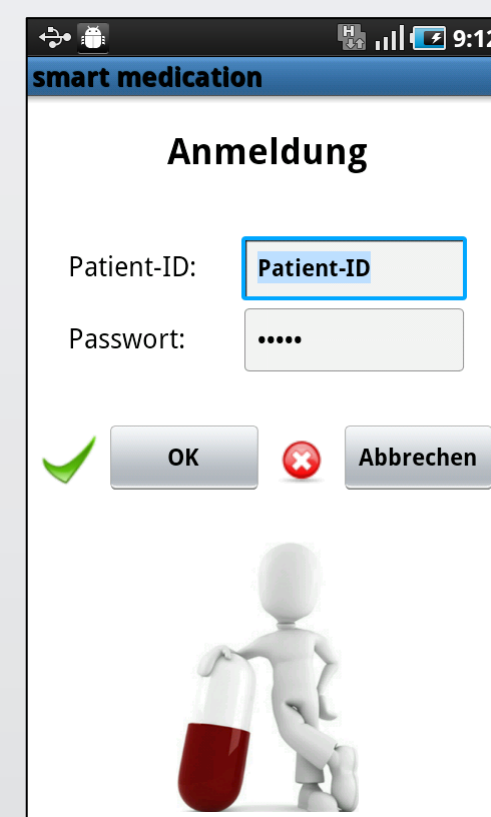 H 9:12
smart medication
Anmeldung
Patient-ID: Patient-ID
Passwort: •••••
OK Abbrechen